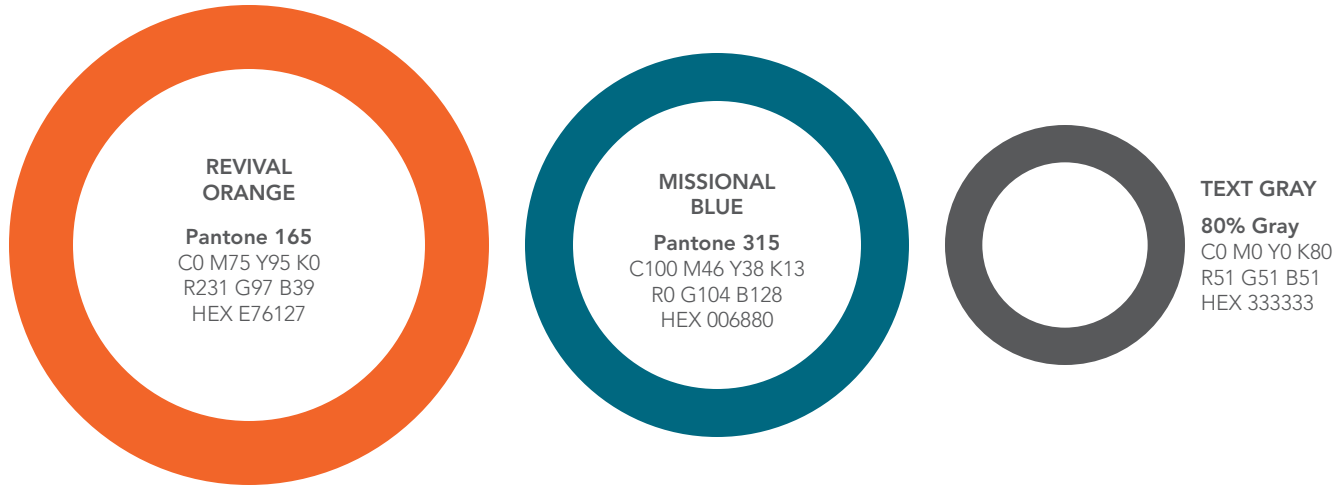 REVIVAL
ORANGE
Pantone 165
C0 M75 Y95 K0
R231 G97 B39
HEX E76127
MISSIONAL
BLUE
Pantone 315
C100 M46 Y38 K13
R0 G104 B128
HEX 006880
TEXT GRAY
80% Gray
C0 M0 Y0 K80
R51 G51 B51
HEX 333333